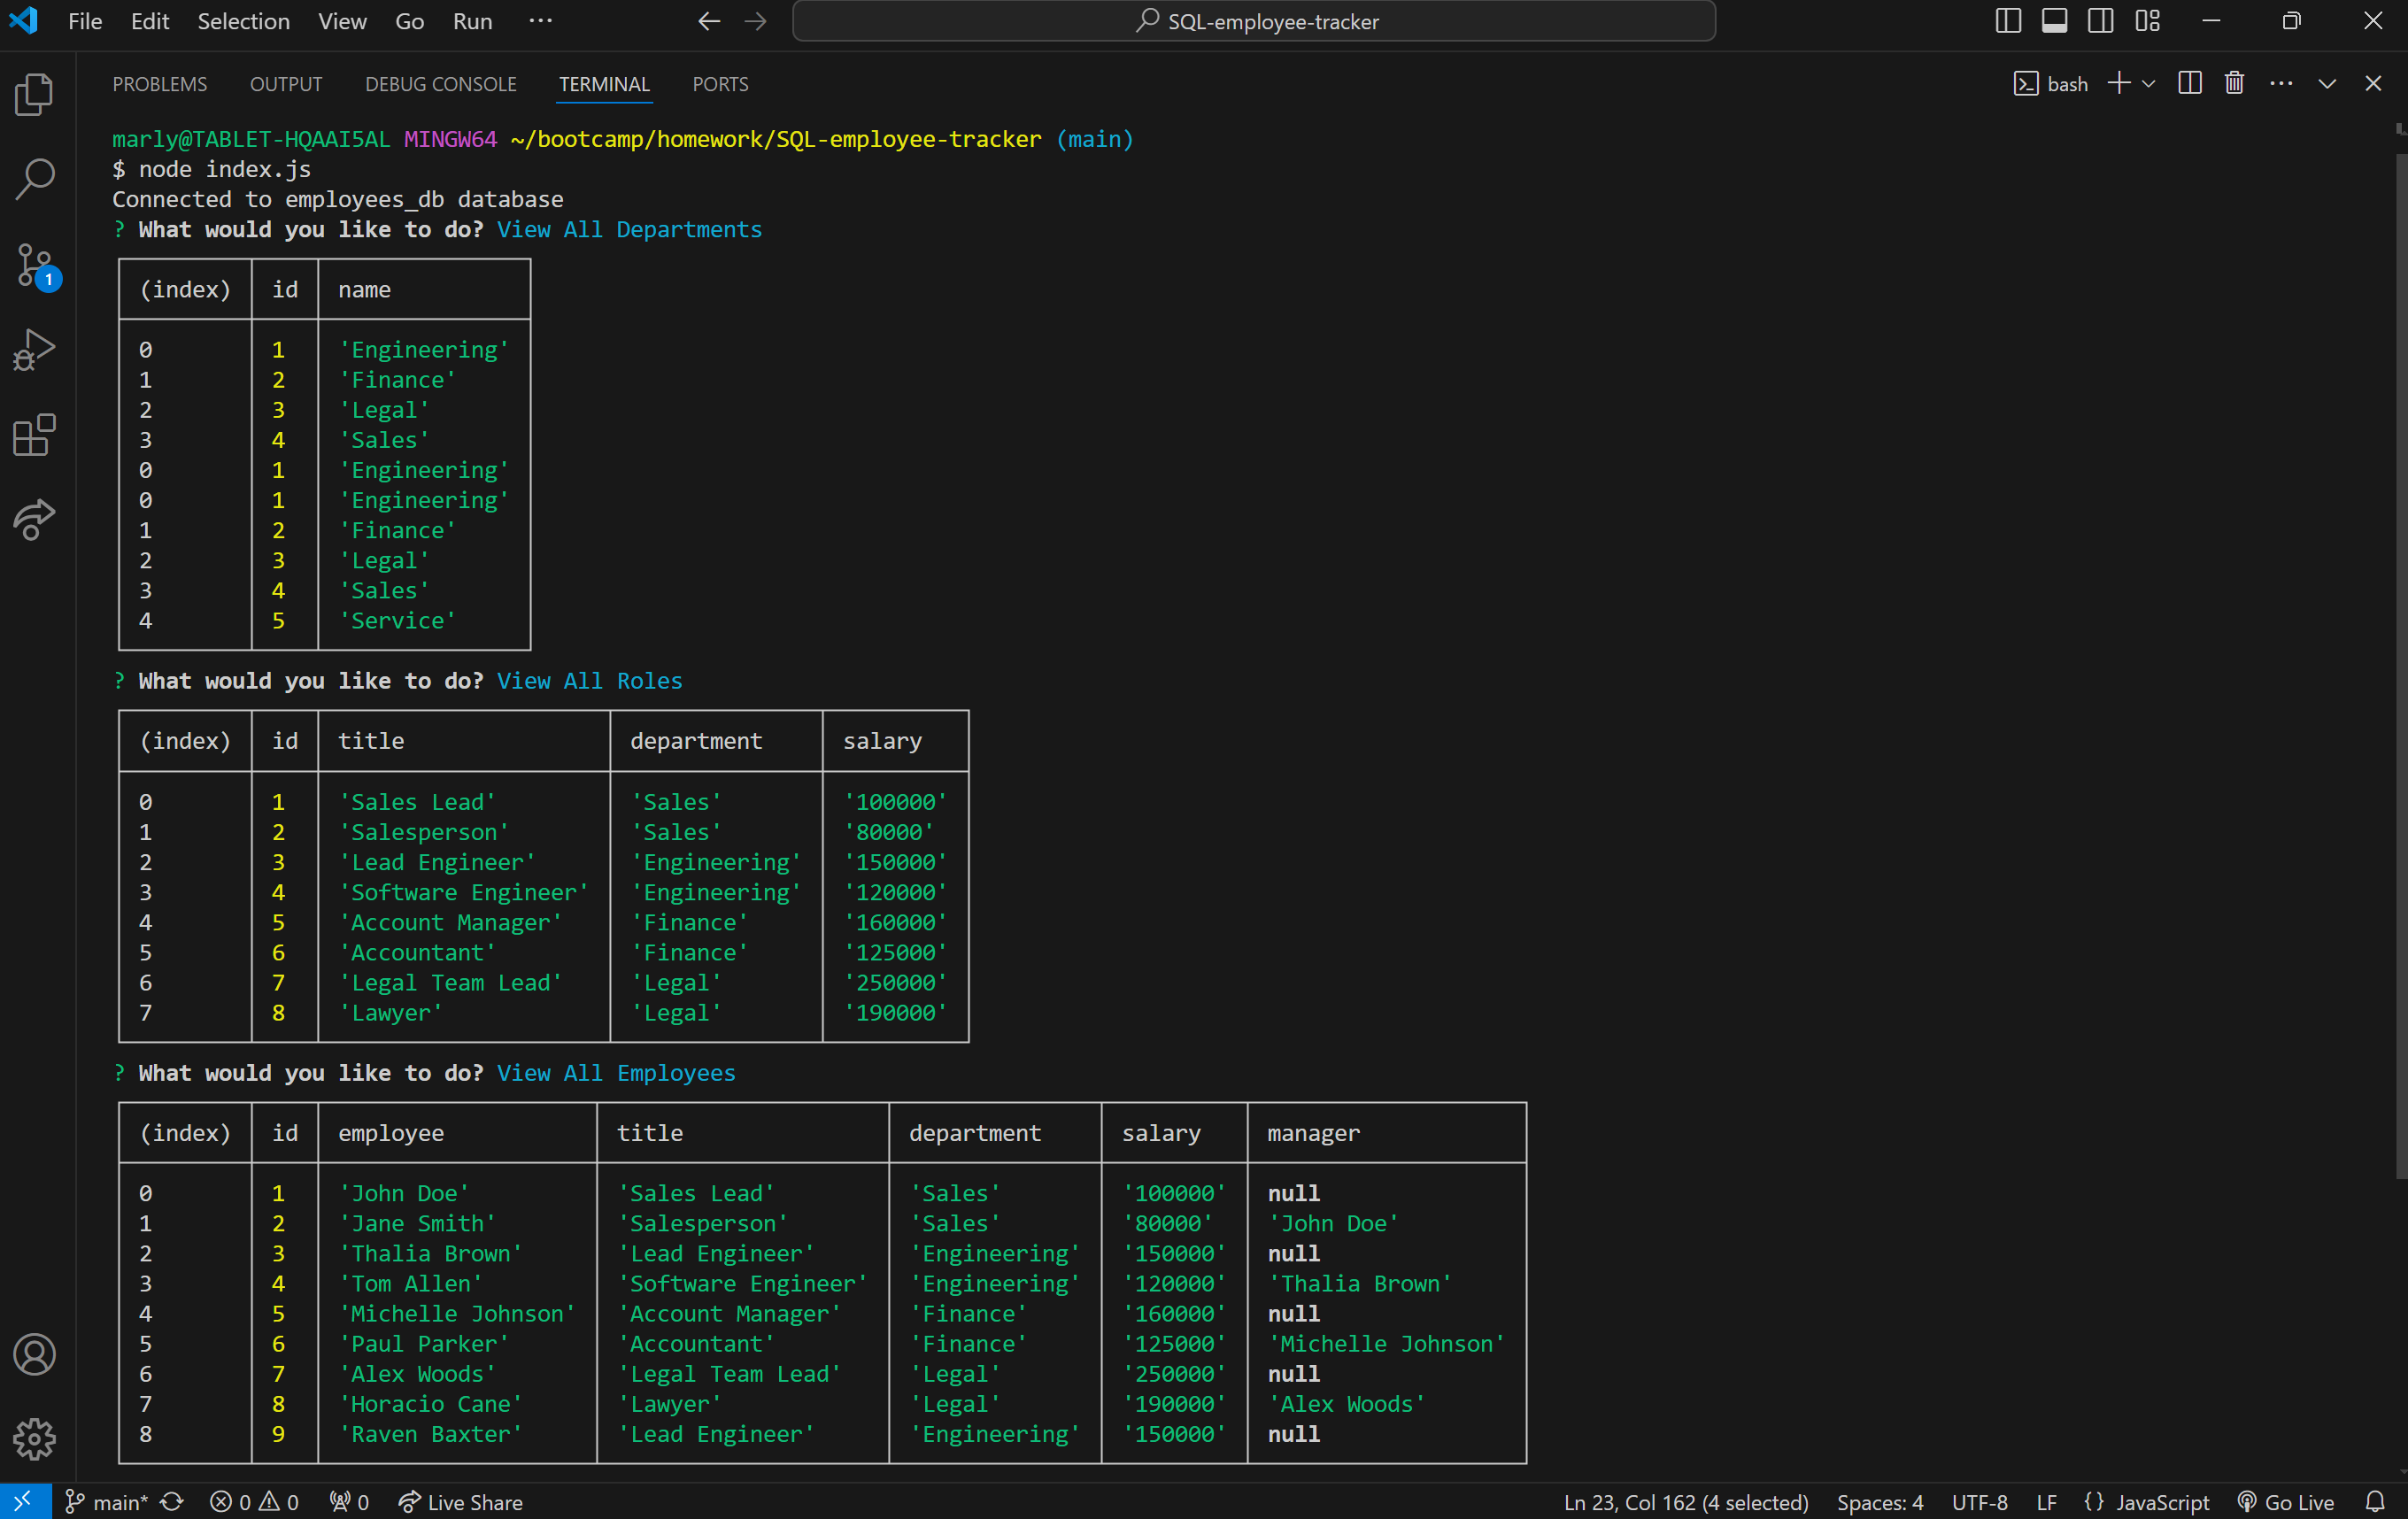 File Edit Selection View Go Run ··· SQL-employee-tracker
PROBLEMS OUTPUT DEBUG CONSOLE TERMINAL PORTS bash
marly@TABLET-HQAAI5AL MINGW64 ~/bootcamp/homework/SQL-employee-tracker (main)
$ node index.js
Connected to employees_db database
? What would you like to do? View All Departments
(index) id name
0 1 'Engineering'
1 2 'Finance'
2 3 'Legal'
3 4 'Sales'
0 1 'Engineering'
0 1 'Engineering'
1 2 'Finance'
2 3 'Legal'
3 4 'Sales'
4 5 'Service'
? What would you like to do? View All Roles
(index) id title department salary
0 1 'Sales Lead' 'Sales' '100000'
1 2 'Salesperson' 'Sales' '80000'
2 3 'Lead Engineer' 'Engineering' '150000'
3 4 'Software Engineer' 'Engineering' '120000'
4 5 'Account Manager' 'Finance' '160000'
5 6 'Accountant' 'Finance' '125000'
6 7 'Legal Team Lead' 'Legal' '250000'
7 8 'Lawyer' 'Legal' '190000'
? What would you like to do? View All Employees
(index) id employee title department salary manager
0 1 'John Doe' 'Sales Lead' 'Sales' '100000' null
1 2 'Jane Smith' 'Salesperson' 'Sales' '80000' 'John Doe'
2 3 'Thalia Brown' 'Lead Engineer' 'Engineering' '150000' null
3 4 'Tom Allen' 'Software Engineer' 'Engineering' '120000' 'Thalia Brown'
4 5 'Michelle Johnson' 'Account Manager' 'Finance' '160000' null
5 6 'Paul Parker' 'Accountant' 'Finance' '125000' 'Michelle Johnson'
6 7 'Alex Woods' 'Legal Team Lead' 'Legal' '250000' null
7 8 'Horacio Cane' 'Lawyer' 'Legal' '190000' 'Alex Woods'
8 9 'Raven Baxter' 'Lead Engineer' 'Engineering' '150000' null
1
main* 0 0 0 Live Share Ln 23, Col 162 (4 selected) Spaces: 4 UTF-8 LF {} JavaScript Go Live